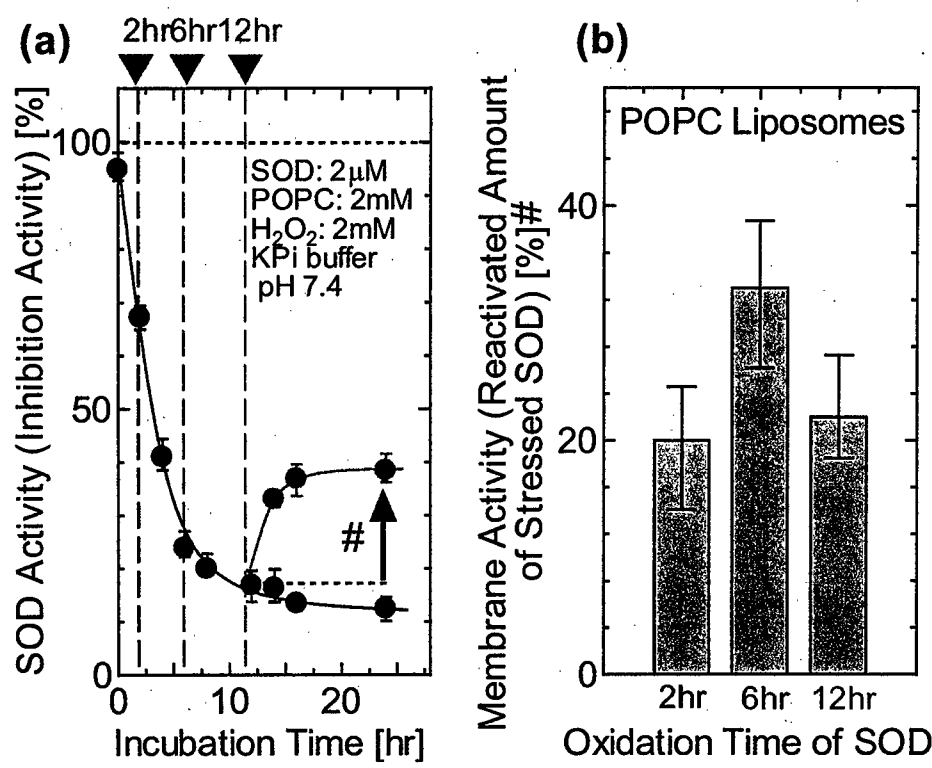 (a)
2hr 6hr 12hr
SOD Activity (Inhibition Activity) [%]
100
50
0
SOD: 2μM
POPC: 2mM
H₂O₂: 2mM
KPi buffer
pH 7.4
#
0 10 20
Incubation Time [hr]
(b)
Membrane Activity (Reactivated Amount
of Stressed SOD) [%]#
POPC Liposomes
40
20
0
2hr 6hr 12hr
Oxidation Time of SOD